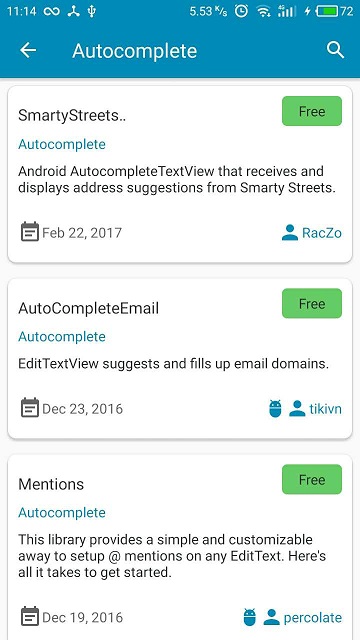 11:14 5.53 K/s 4G 72
Autocomplete
SmartyStreets.. Free
Autocomplete
Android AutocompleteTextView that receives and
displays address suggestions from Smarty Streets.
Feb 22, 2017 RacZo
AutoCompleteEmail Free
Autocomplete
EditTextView suggests and fills up email domains.
Dec 23, 2016 tikivn
Mentions Free
Autocomplete
This library provides a simple and customizable
away to setup @ mentions on any EditText. Here's
all it takes to get started.
Dec 19, 2016 percolate